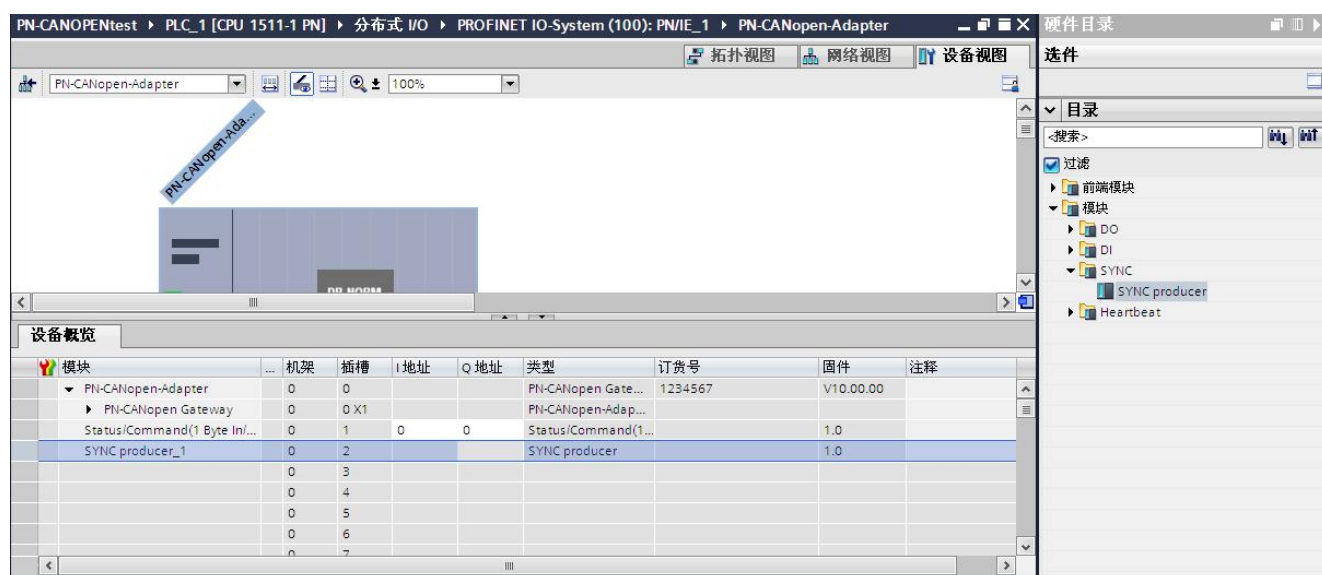 PN-CANOPENtest ▸ PLC_1 [CPU 1511-1 PN] ▸ 分布式 I/O ▸ PROFINET IO-System (100): PN/IE_1 ▸ PN-CANopen-Adapter
硬件目录
拓扑视图 网络视图 设备视图
选件
PN-CANopen-Adapter 100%
PN-CANopen-Ada...
目录
<搜索>
过滤
前端模块
模块
DO
DI
SYNC
SYNC producer
Heartbeat
设备概览
模块 ... 机架 插槽 I 地址 Q 地址 类型 订货号 固件 注释
PN-CANopen-Adapter 0 0 PN-CANopen Gate... 1234567 V10.00.00
PN-CANopen Gateway 0 0 X1 PN-CANopen-Adap...
Status/Command(1 Byte In/... 0 1 0 0 Status/Command(1... 1.0
SYNC producer_1 0 2 SYNC producer 1.0
0 3
0 4
0 5
0 6
0 7